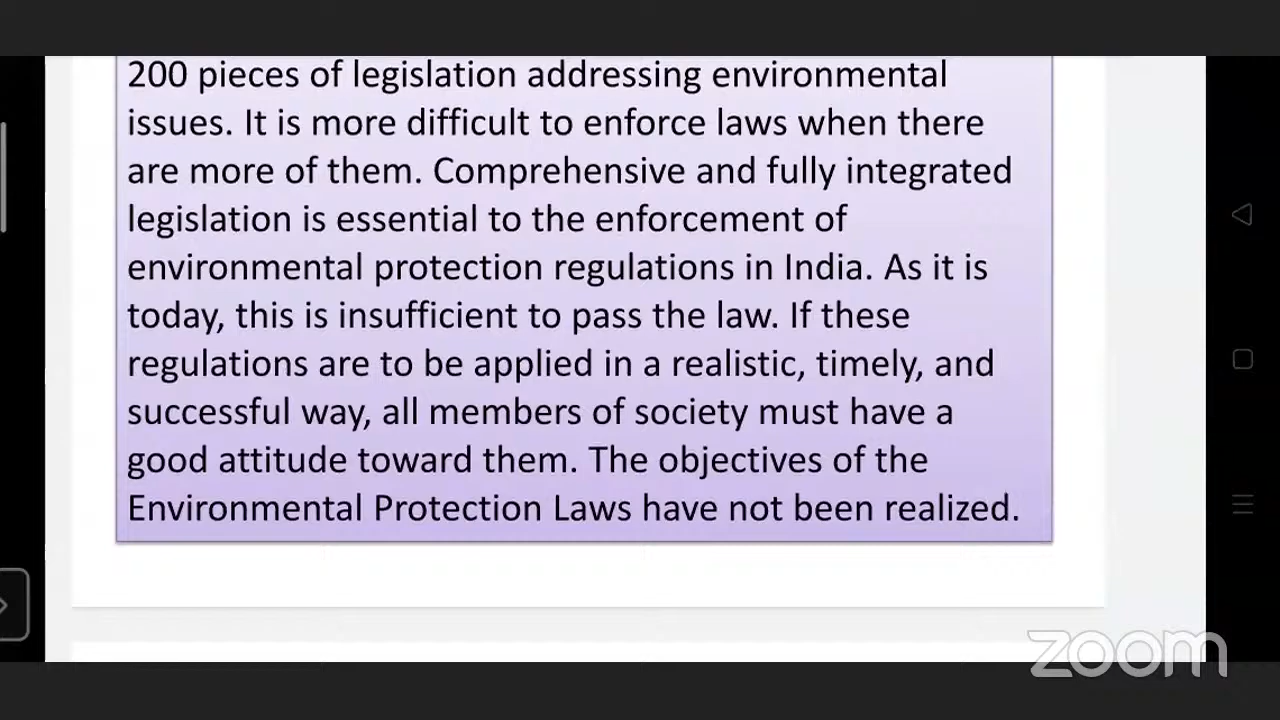 200 pieces of legislation addressing environmental
issues. It is more difficult to enforce laws when there
are more of them. Comprehensive and fully integrated
legislation is essential to the enforcement of
environmental protection regulations in India. As it is
today, this is insufficient to pass the law. If these
regulations are to be applied in a realistic, timely, and
successful way, all members of society must have a
good attitude toward them. The objectives of the
Environmental Protection Laws have not been realized.
zoom